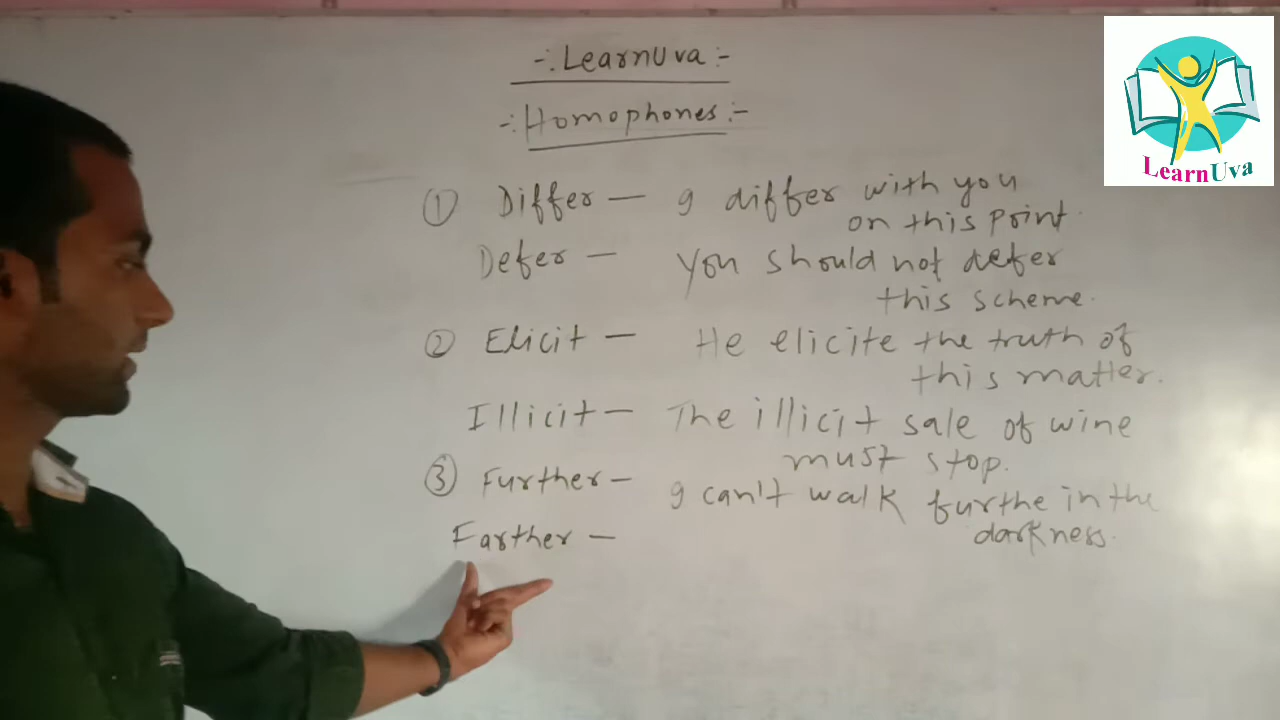 -:LearnUva:-
-:Homophones:-
① Differ — I differ with you
on this point.
Defer — You should not defer
this scheme.
② Elicit — He elicite the truth of
this matter.
Illicit — The illicit sale of wine
must stop.
③ Further — I can't walk furthe in the
darkness.
Farther —
LearnUva